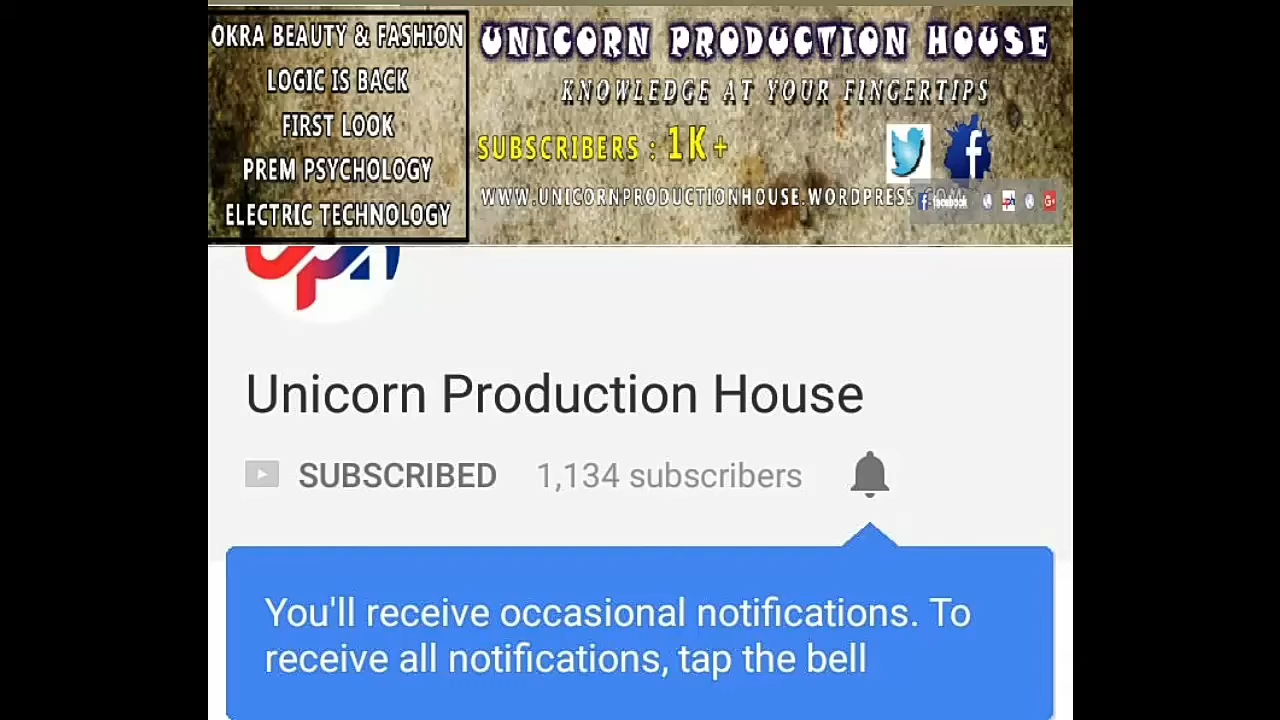 OKRA BEAUTY & FASHION
LOGIC IS BACK
FIRST LOOK
PREM PSYCHOLOGY
ELECTRIC TECHNOLOGY
UNICORN PRODUCTION HOUSE
KNOWLEDGE AT YOUR FINGERTIPS
SUBSCRIBERS : 1K+
WWW.UNICORNPRODUCTIONHOUSE.WORDPRESS.COM
facebook
uph
Unicorn Production House
SUBSCRIBED 1,134 subscribers
You'll receive occasional notifications. To
receive all notifications, tap the bell